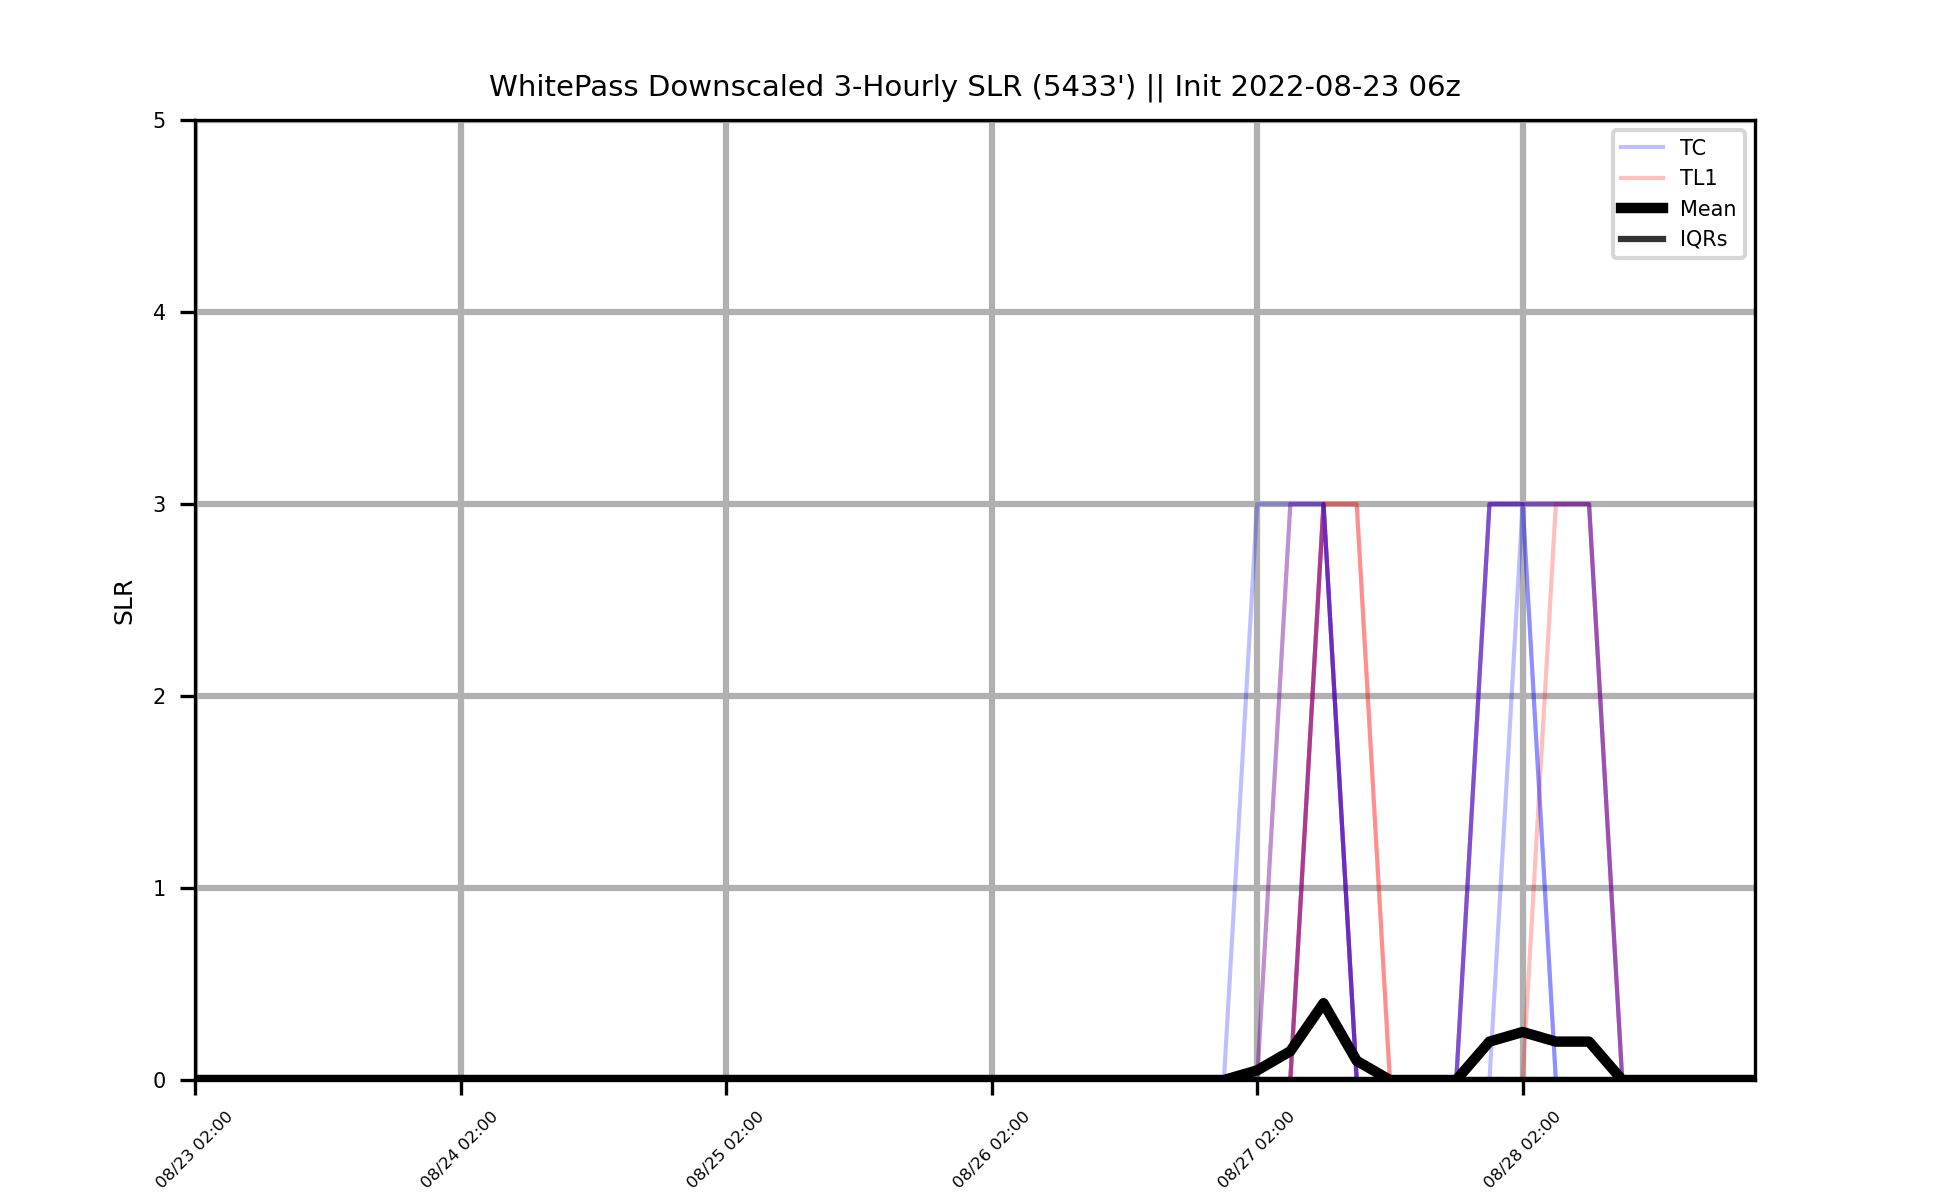 WhitePass Downscaled 3-Hourly SLR (5433') || Init 2022-08-23 06z
5
4
3
2
1
0
SLR
TC
TL1
Mean
IQRs
08/23 02:00
08/24 02:00
08/25 02:00
08/26 02:00
08/27 02:00
08/28 02:00